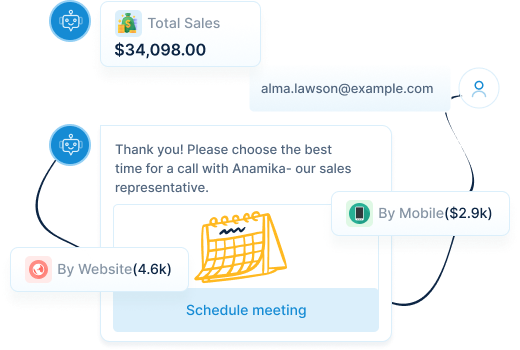 Total Sales
$34,098.00
alma.lawson@example.com
Thank you! Please choose the best
time for a call with Anamika- our sales
representative.
By Mobile($2.9k)
By Website(4.6k)
Schedule meeting